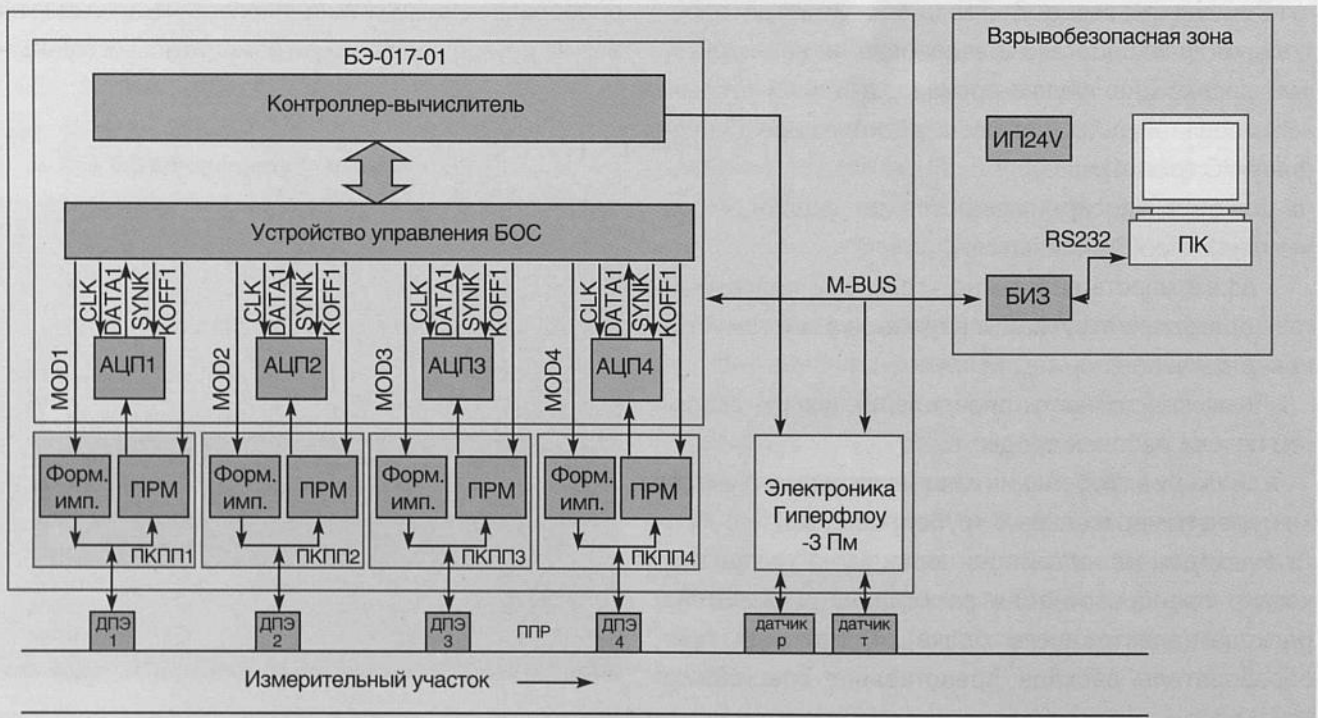 Взрывобезопасная зона
БЭ-017-01
Контроллер-вычислитель
ИП24V
Устройство управления БОС
RS232
ПК
M-BUS
БИЗ
CLK
DATA1
SYNK
KOFF1
CLK
DATA1
SYNK
KOFF1
CLK
DATA1
SYNK
KOFF1
CLK
DATA1
SYNK
KOFF1
MOD1
АЦП1
MOD2
АЦП2
MOD3
АЦП3
MOD4
АЦП4
Форм.
имп.
ПРМ
Форм.
имп.
ПРМ
Форм.
имп.
ПРМ
Форм.
имп.
ПРМ
Электроника
Гиперфлоу
-3 Пм
ПКПП1
ПКПП2
ПКПП3
ПКПП4
ДПЭ
1
ДПЭ
2
ДПЭ
3
ППР
ДПЭ
4
датчик
р
датчик
т
Измерительный участок